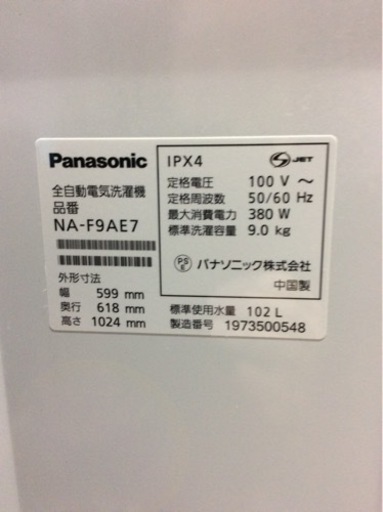 Panasonic
全自動電気洗濯機
品番
NA-F9AE7
外形寸法
幅 599 mm
奥行 618 mm
高さ 1024 mm
IPX4
S JET
定格電圧 100 V ～
定格周波数 50/60 Hz
最大消費電力 380 W
標準洗濯容量 9.0 kg
PS E パナソニック株式会社
中国製
標準使用水量 102 L
製造番号 1973500548